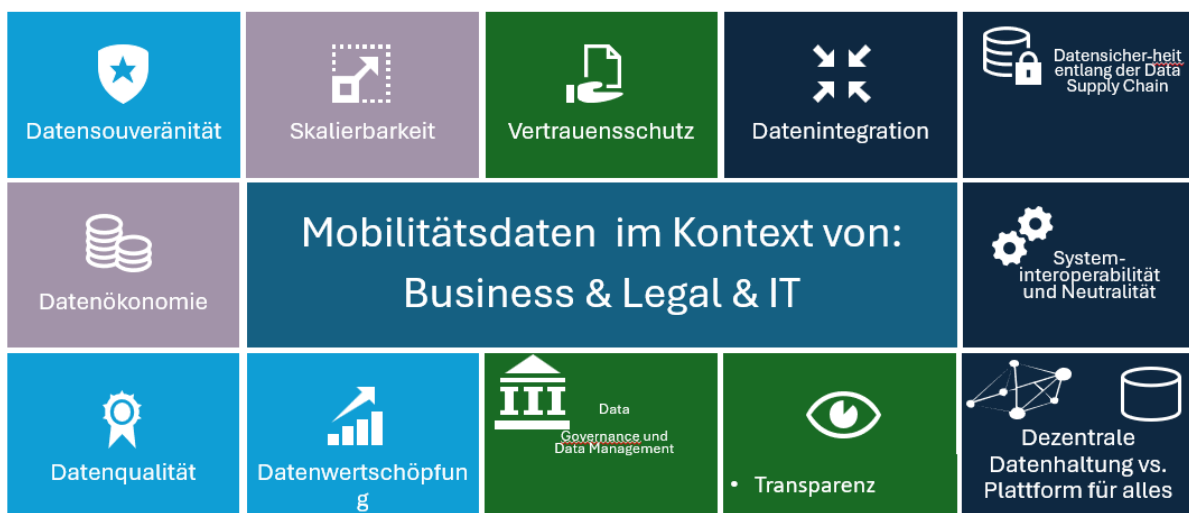 Datensouveränität
Skalierbarkeit
Vertrauensschutz
Datenintegration
Datensicher-heit
entlang der Data
Supply Chain
Datenökonomie
Mobilitätsdaten im Kontext von:
Business & Legal & IT
System-
interoperabilität
und Neutralität
Datenqualität
Datenwertschöpfun
g
Data
Governance und
Data Management
• Transparenz
Dezentrale
Datenhaltung vs.
Plattform für alles